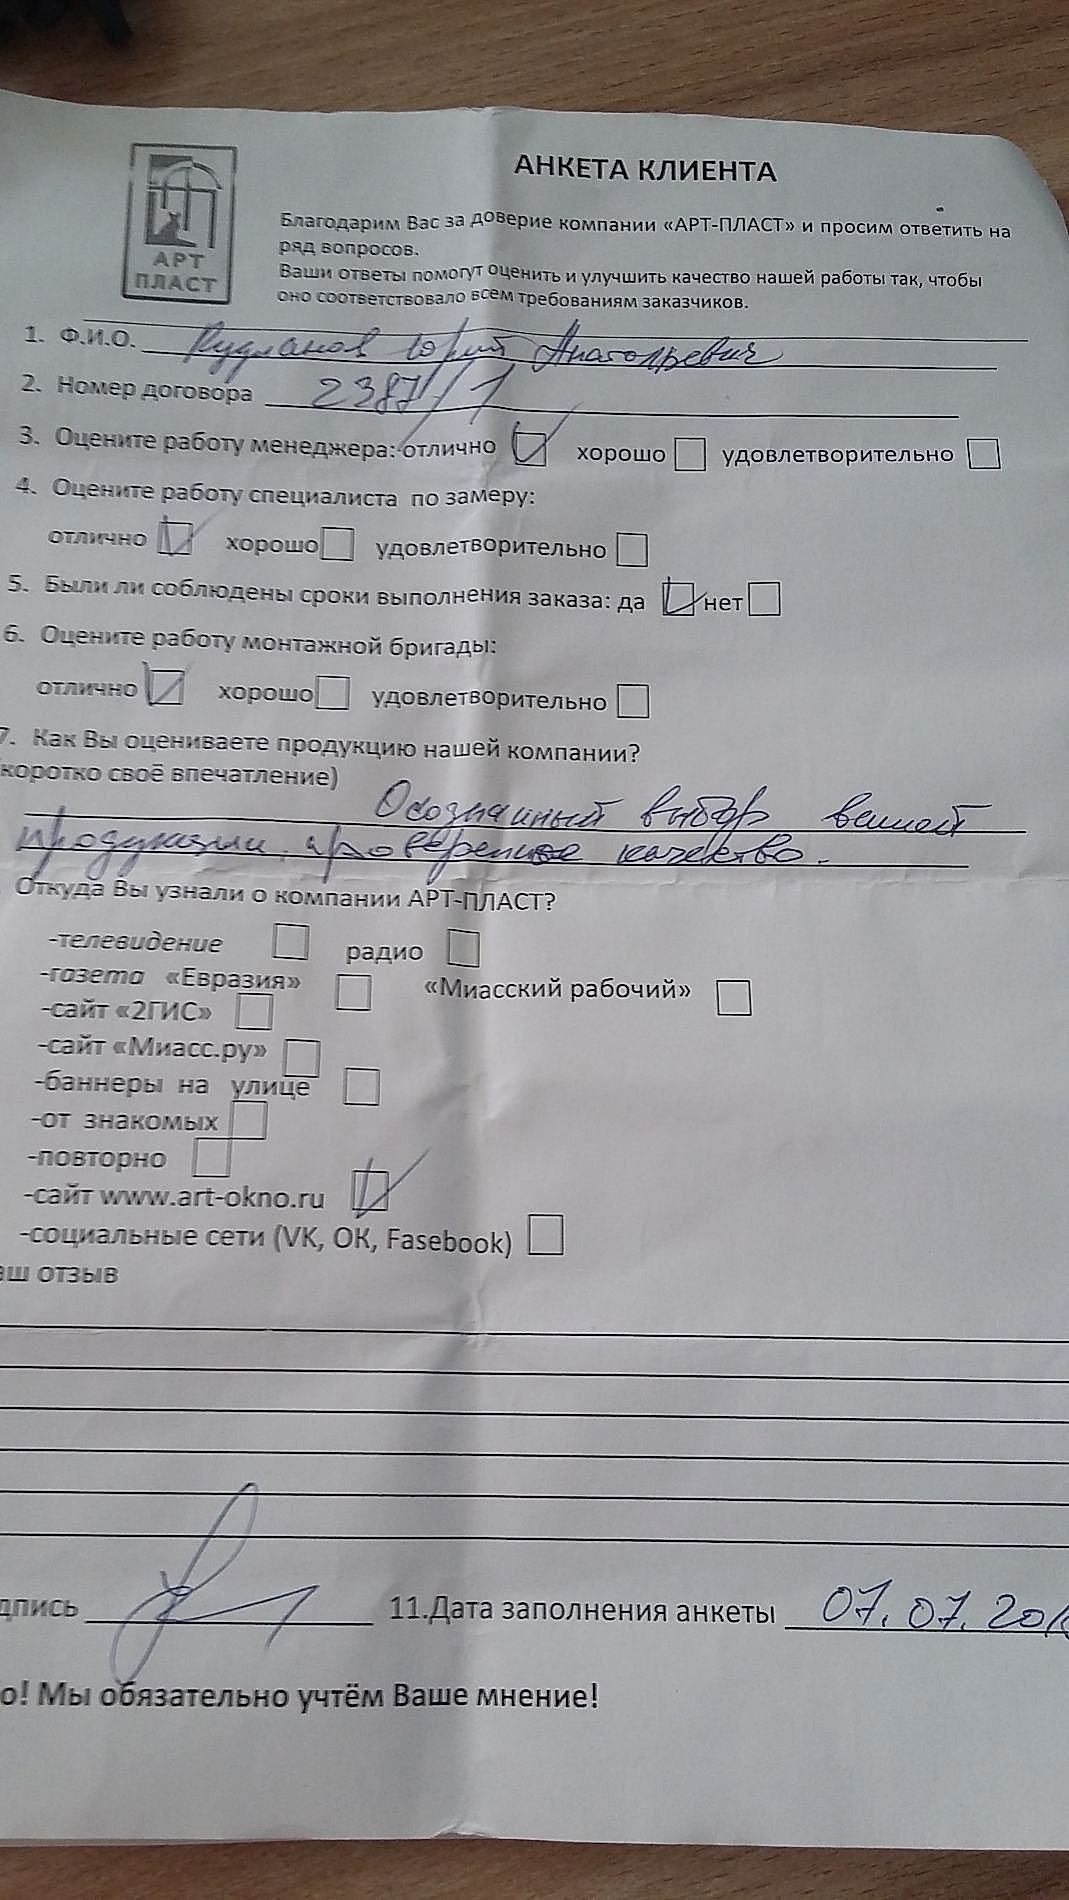 АРТ
ПЛАСТ
АНКЕТА КЛИЕНТА
Благодарим Вас за доверие компании «АРТ-ПЛАСТ» и просим ответить на
ряд вопросов.
Ваши ответы помогут оценить и улучшить качество нашей работы так, чтобы
оно соответствовало всем требованиям заказчиков.
1. Ф.И.О. Юрий Анатольевич
2. Номер договора 2387/1
3. Оцените работу менеджера: отлично хорошо удовлетворительно
4. Оцените работу специалиста по замеру:
отлично хорошо удовлетворительно
5. Были ли соблюдены сроки выполнения заказа: да нет
6. Оцените работу монтажной бригады:
отлично хорошо удовлетворительно
7. Как Вы оцениваете продукцию нашей компании?
коротко своё впечатление)
Осознанный выбор вашей
продукции, проверенное качество.
Откуда Вы узнали о компании АРТ-ПЛАСТ?
-телевидение радио
-газета «Евразия» «Миасский рабочий»
-сайт «2ГИС»
-сайт «Миасс.ру»
-баннеры на улице
-от знакомых
-повторно
-сайт www.art-okno.ru
-социальные сети (VK, OK, Fasebook)
аш отзыв
дпись 11.Дата заполнения анкеты 07.07.201
о! Мы обязательно учтём Ваше мнение!